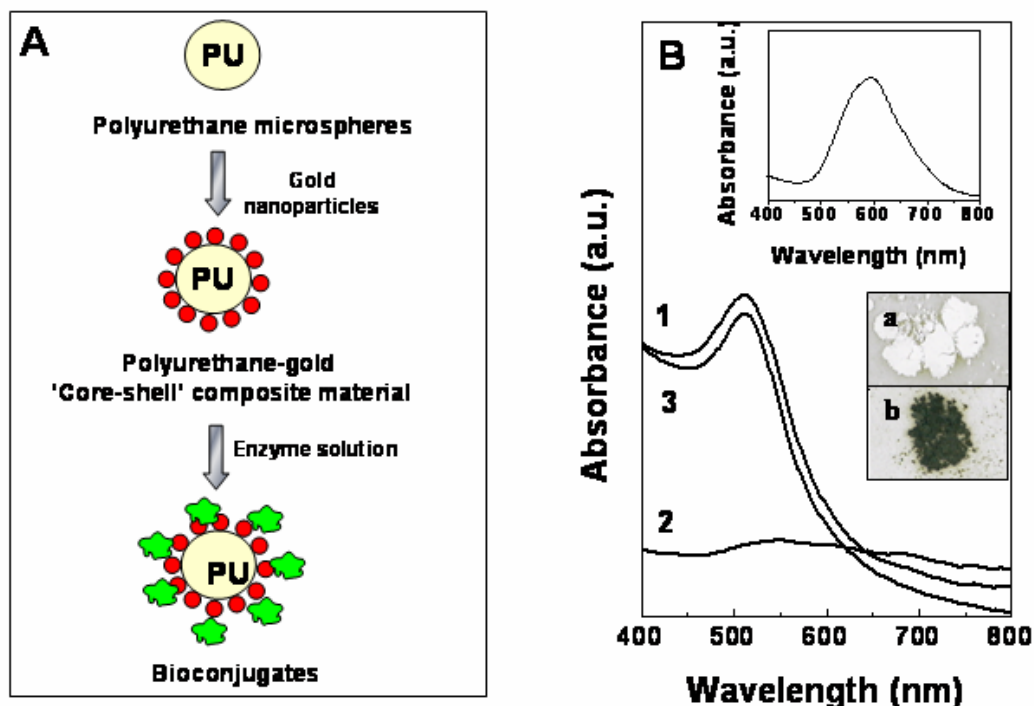 A
PU
Polyurethane microspheres
Gold
nanoparticles
PU
Polyurethane-gold
'Core-shell' composite material
Enzyme solution
PU
Bioconjugates
B
Absorbance (a.u.)
400 500 600 700 800
Wavelength (nm)
Absorbance (a.u.)
1
3
2
a
b
400 500 600 700 800
Wavelength (nm)